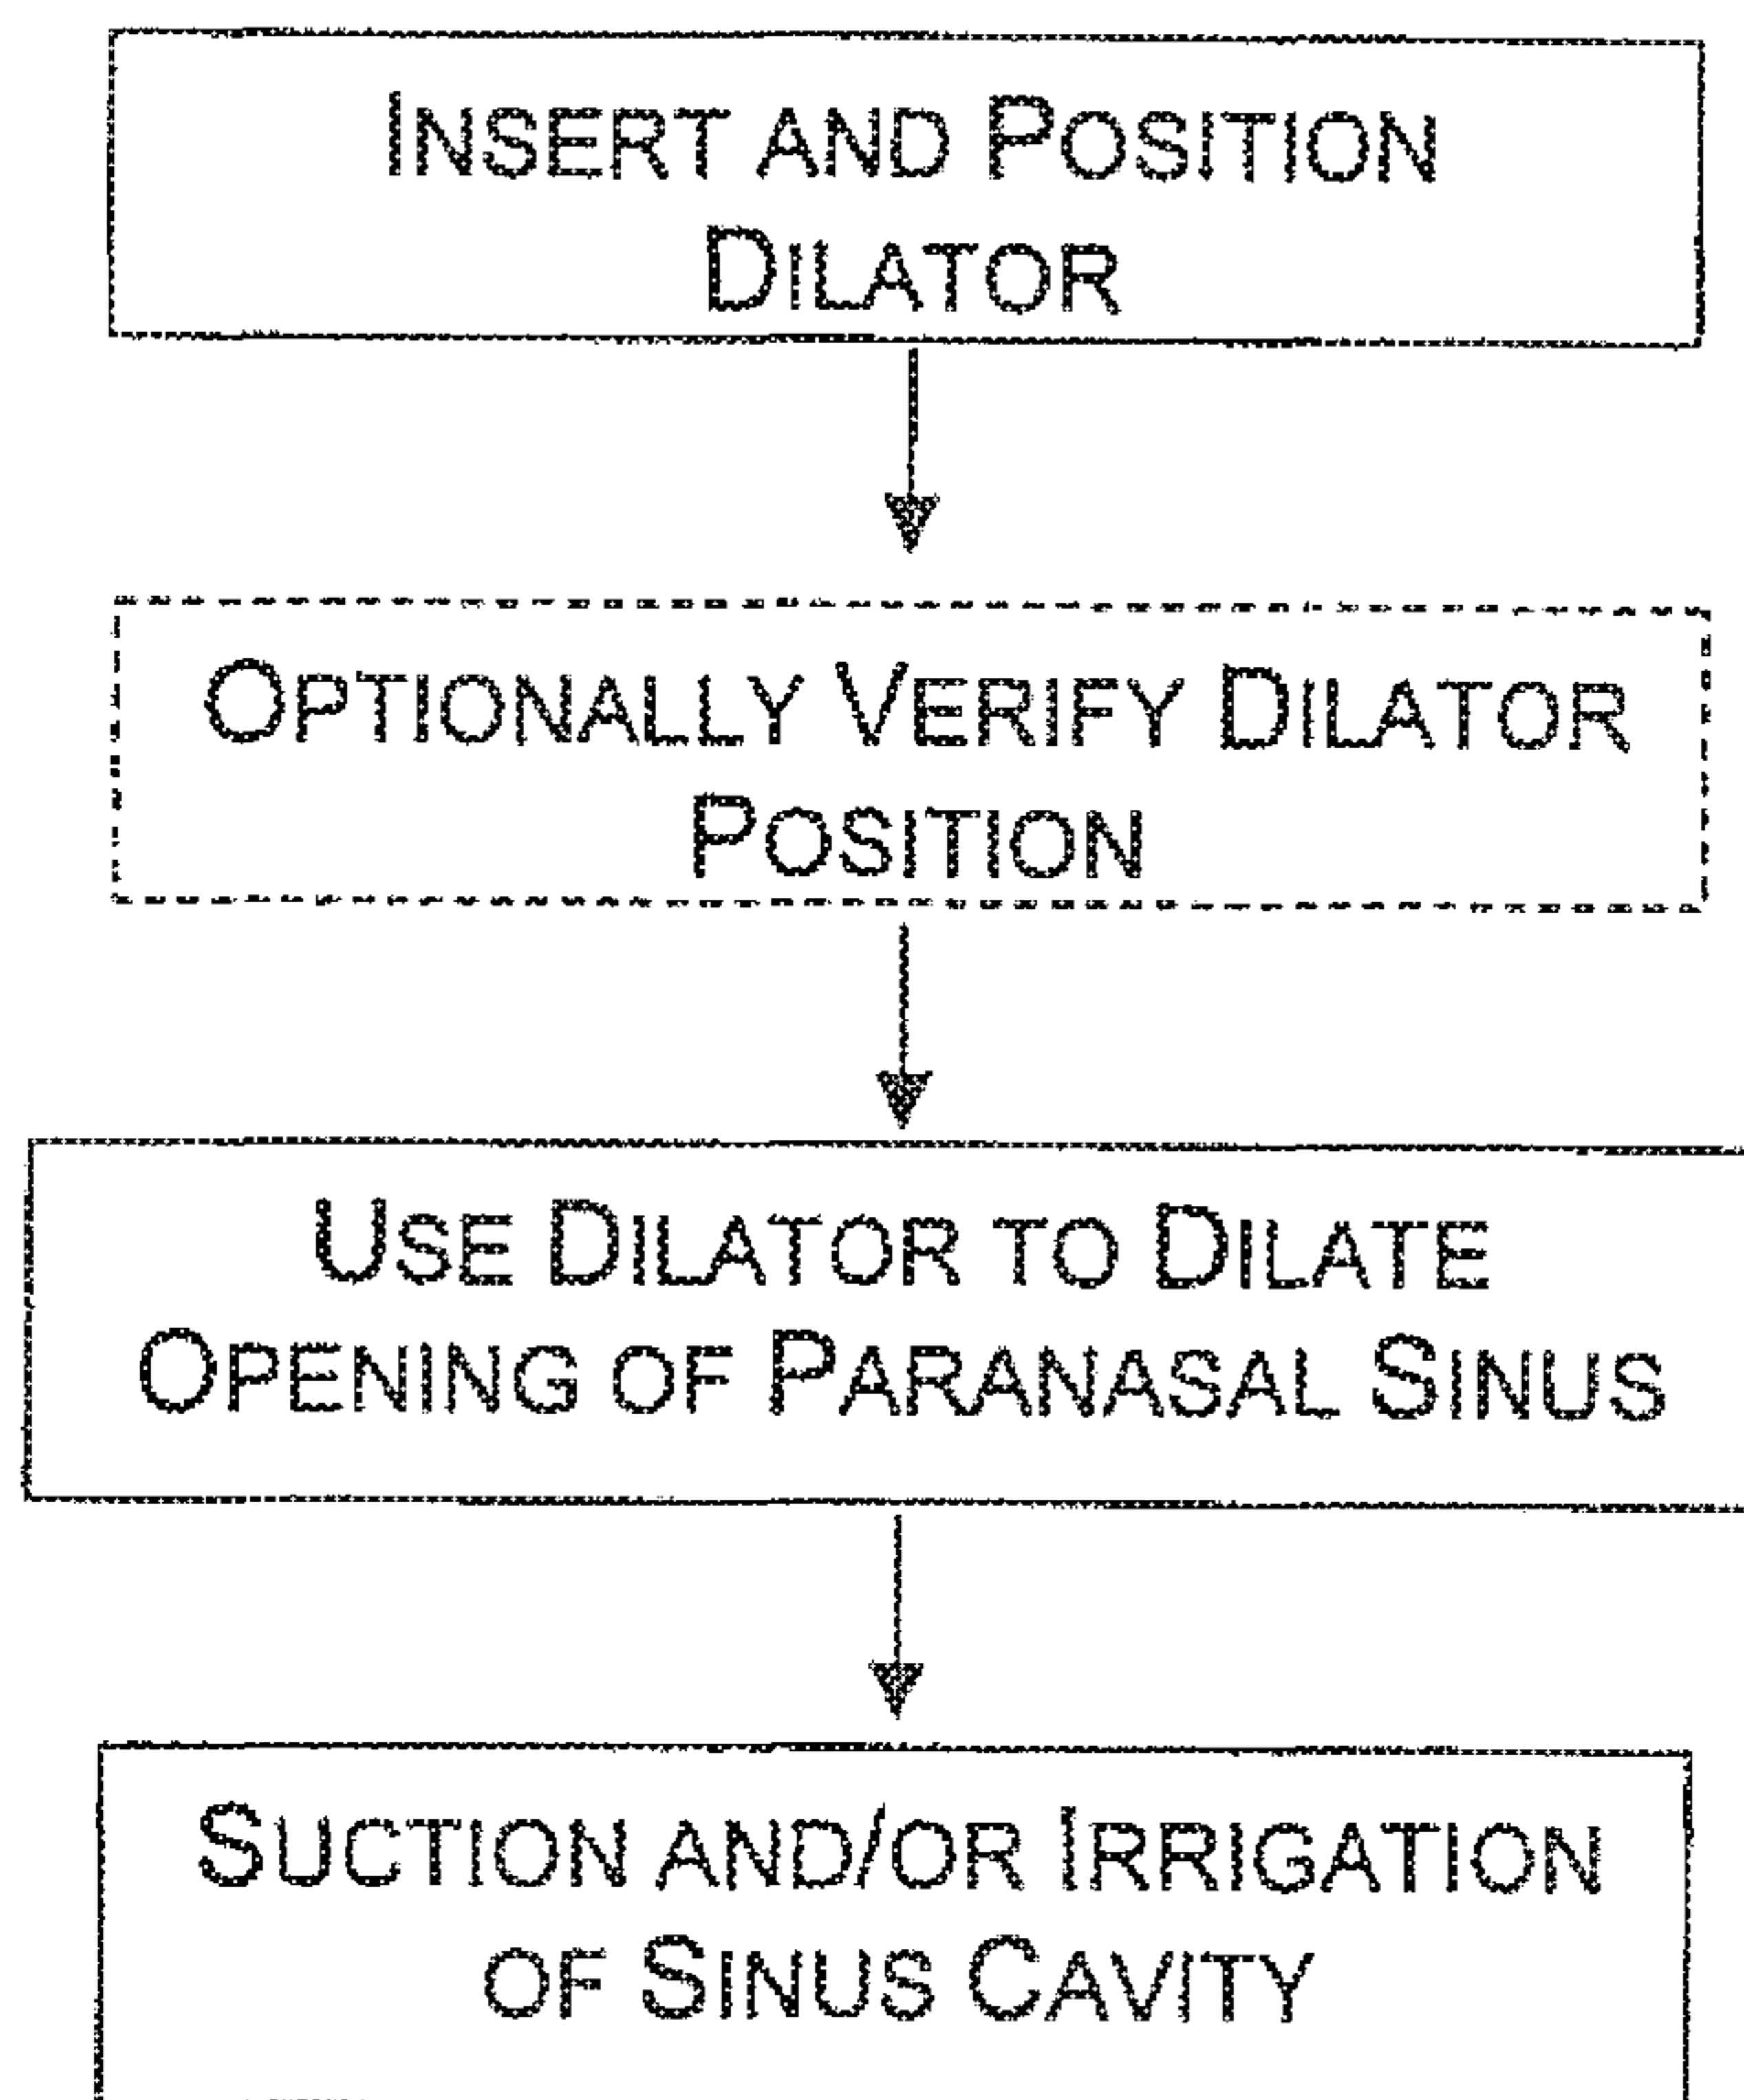 INSERT AND POSITION
DILATOR
OPTIONALLY VERIFY DILATOR
POSITION
USE DILATOR TO DILATE
OPENING OF PARANASAL SINUS
SUCTION AND/OR IRRIGATION
OF SINUS CAVITY